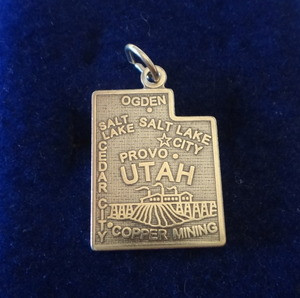 OGDEN
SALT LAKE
SALT LAKE CITY
PROVO
UTAH
CEDAR CITY
COPPER MINING